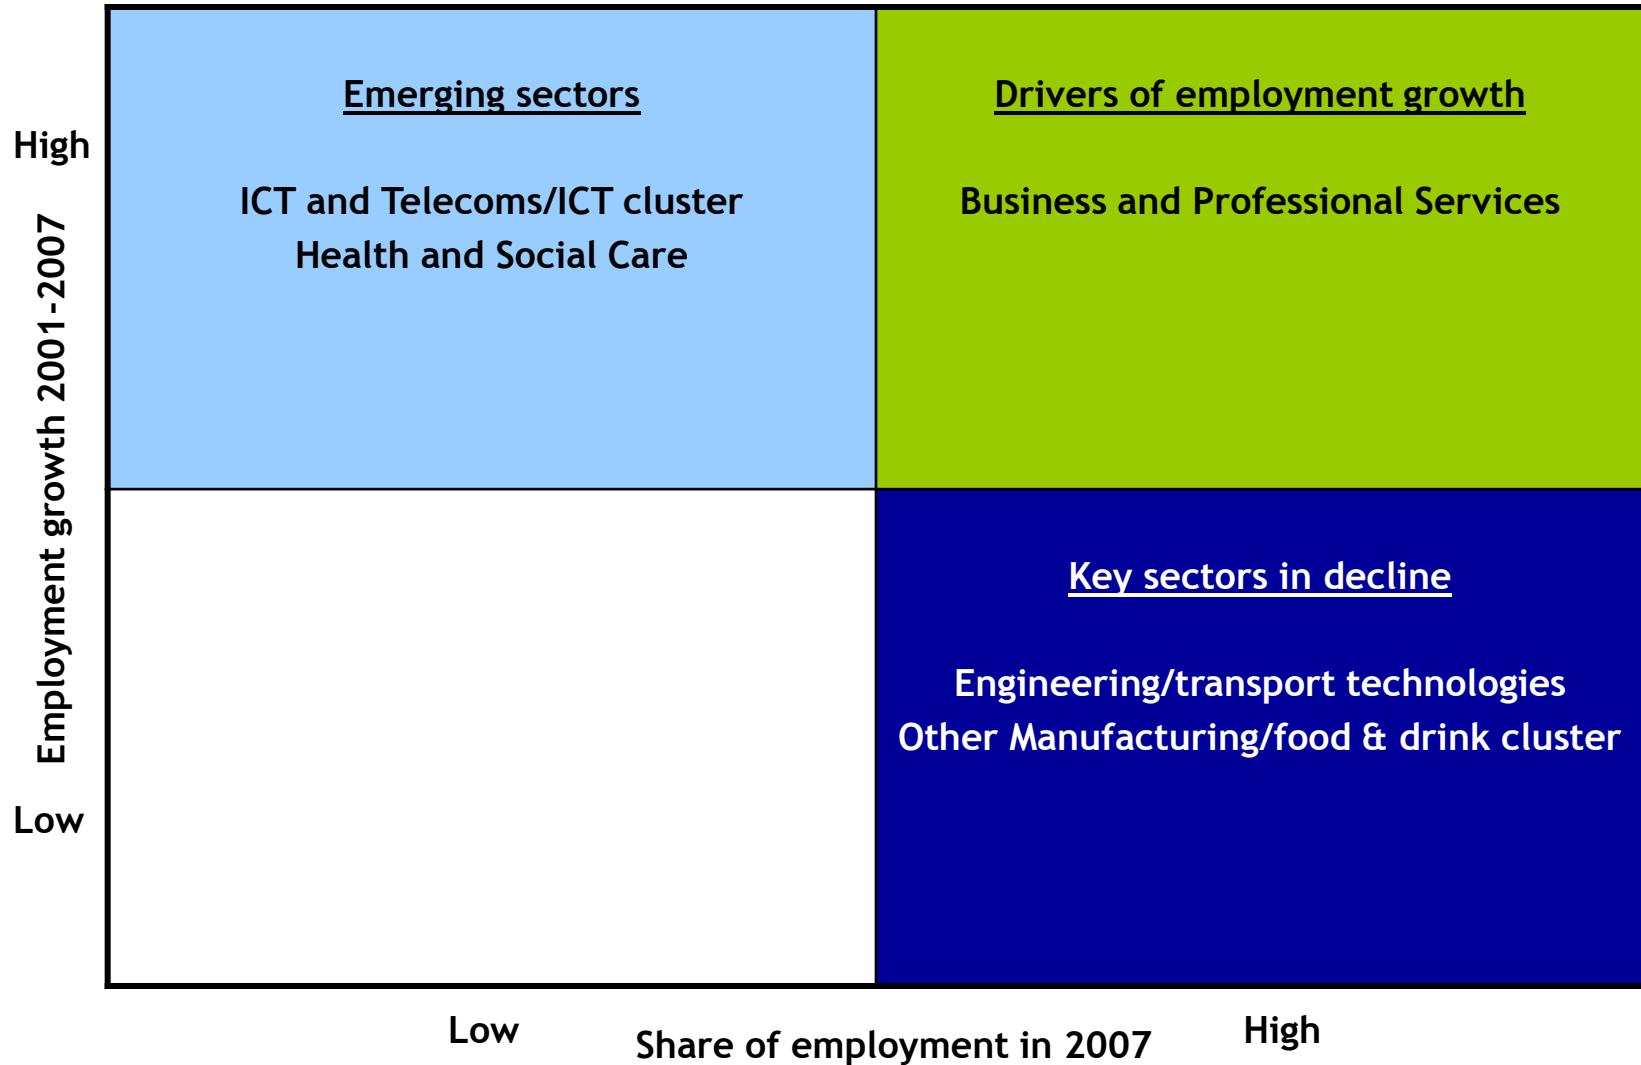 Emerging sectors
ICT and Telecoms/ICT cluster
Health and Social Care
Drivers of employment growth
Business and Professional Services
High
Employment growth 2001-2007
Low
Key sectors in decline
Engineering/transport technologies
Other Manufacturing/food & drink cluster
Low
Share of employment in 2007
High